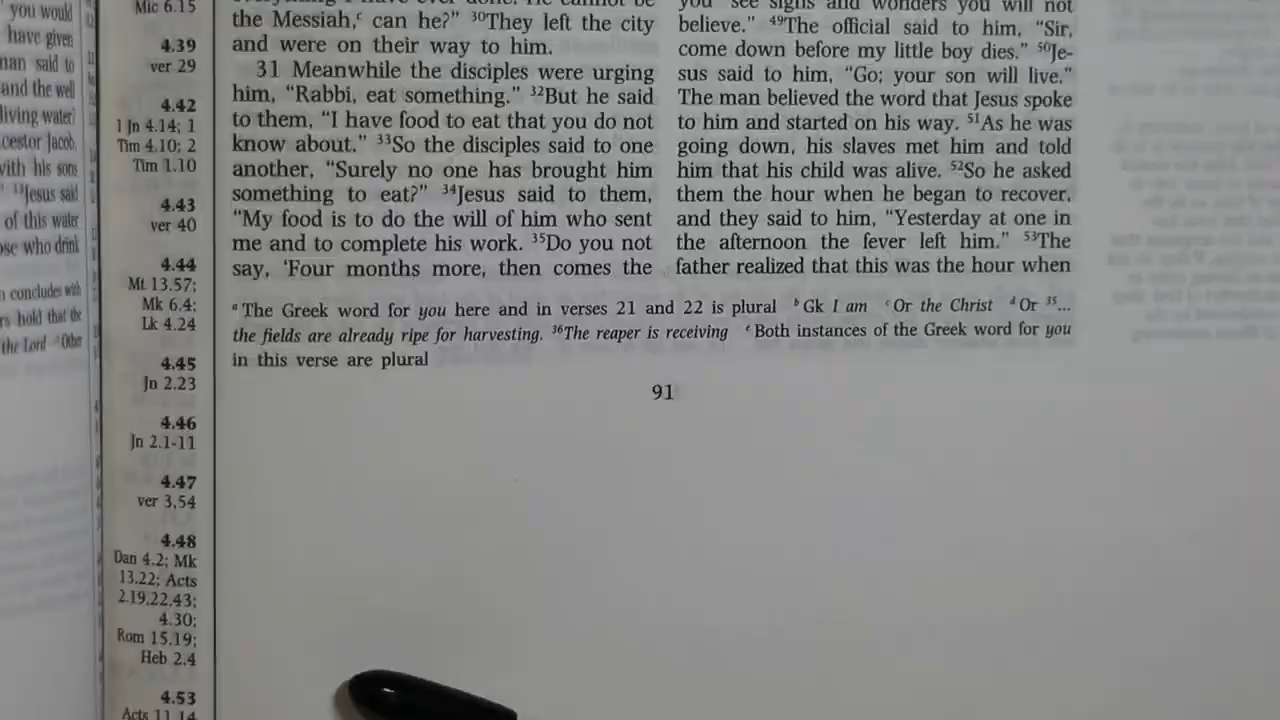 you would
have given
man said to
and the well
living water?
cestor Jacob,
with his sons
" ¹³Jesus said
of this water
ose who drink
n concludes with
rs hold that the
the Lord
Mic 6.15
4.39
ver 29
4.42
1 Jn 4.14; 1
Tim 4.10; 2
Tim 1.10
4.43
ver 40
4.44
Mt 13.57;
Mk 6.4;
Lk 4.24
4.45
Jn 2.23
4.46
Jn 2.1-11
4.47
ver 3,54
4.48
Dan 4.2; Mk
13.22; Acts
2.19,22,43;
4.30;
Rom 15.19;
Heb 2.4
4.53
Acts 11.14
everything I have ever done! He cannot be
the Messiah,ᶜ can he?” ³⁰They left the city
and were on their way to him.
31 Meanwhile the disciples were urging
him, “Rabbi, eat something.” ³²But he said
to them, “I have food to eat that you do not
know about.” ³³So the disciples said to one
another, “Surely no one has brought him
something to eat?” ³⁴Jesus said to them,
“My food is to do the will of him who sent
me and to complete his work. ³⁵Do you not
say, ‘Four months more, then comes the
you see signs and wonders you will not
believe.” ⁴⁹The official said to him, “Sir,
come down before my little boy dies.” ⁵⁰Je-
sus said to him, “Go; your son will live.”
The man believed the word that Jesus spoke
to him and started on his way. ⁵¹As he was
going down, his slaves met him and told
him that his child was alive. ⁵²So he asked
them the hour when he began to recover,
and they said to him, “Yesterday at one in
the afternoon the fever left him.” ⁵³The
father realized that this was the hour when
ᵃThe Greek word for you here and in verses 21 and 22 is plural ᵇGk I am ᶜOr the Christ ᵈOr ³⁵...
the fields are already ripe for harvesting. ³⁶The reaper is receiving ᵉBoth instances of the Greek word for you
in this verse are plural
91